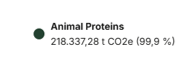 Animal Proteins
218.337,28 t CO2e (99,9 %)